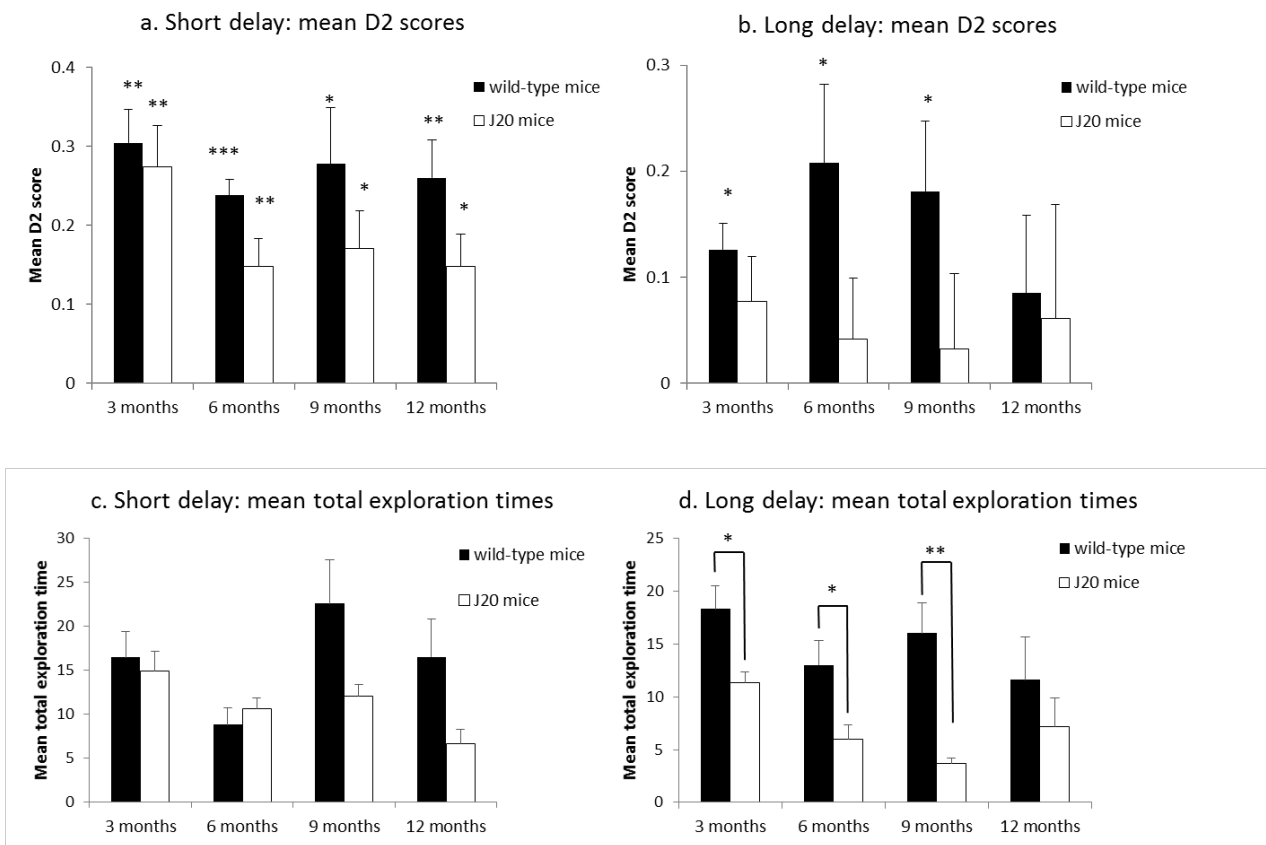 a. Short delay: mean D2 scores
Mean D2 score
0.4
0.3
0.2
0.1
0
** ** *** ** * * ** *
wild-type mice
J20 mice
3 months 6 months 9 months 12 months
b. Long delay: mean D2 scores
Mean D2 score
0.3
0.2
0.1
0
* * *
wild-type mice
J20 mice
3 months 6 months 9 months 12 months
c. Short delay: mean total exploration times
Mean total exploration time
30
25
20
15
10
5
0
wild-type mice
J20 mice
3 months 6 months 9 months 12 months
d. Long delay: mean total exploration times
Mean total exploration time
25
20
15
10
5
0
* * **
wild-type mice
J20 mice
3 months 6 months 9 months 12 months